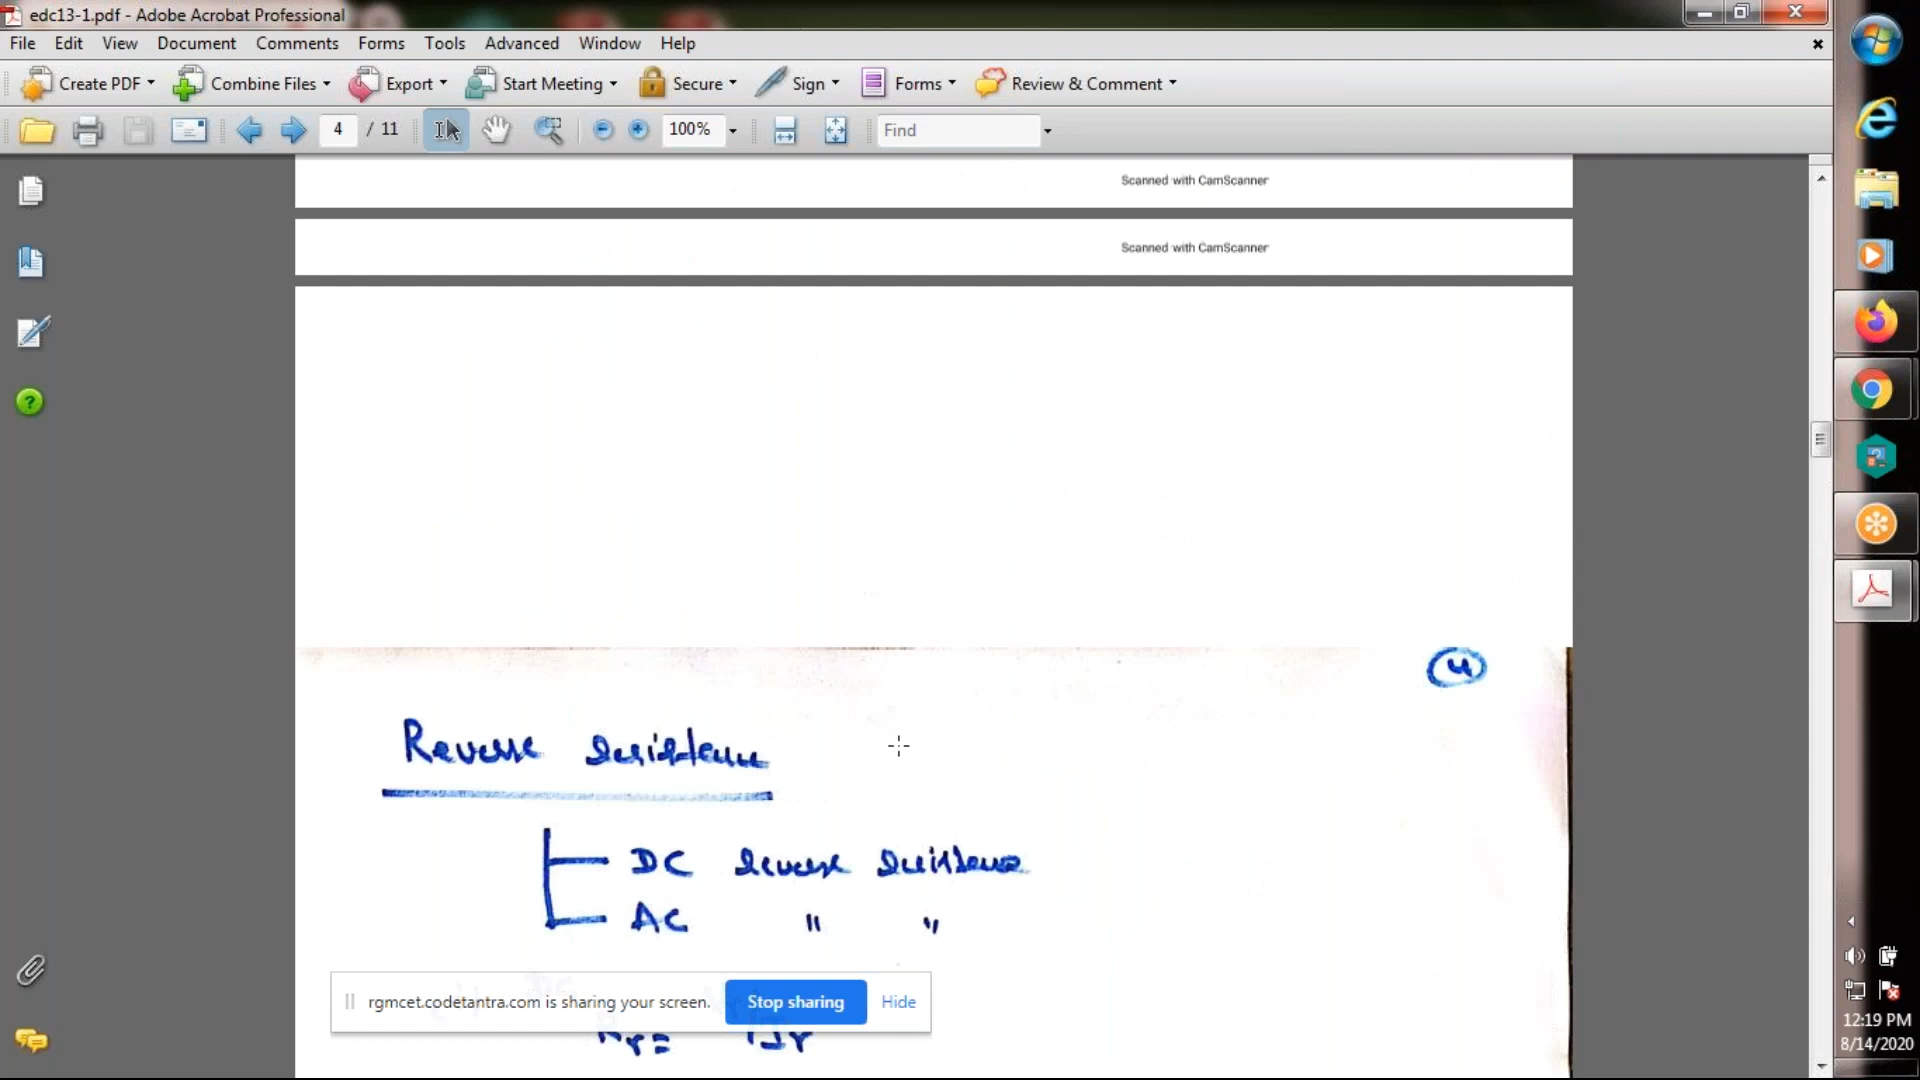 edc13-1.pdf - Adobe Acrobat Professional
File Edit View Document Comments Forms Tools Advanced Window Help
Create PDF Combine Files Export Start Meeting Secure Sign Forms Review & Comment
4 / 11 100% Find
Scanned with CamScanner
Scanned with CamScanner
4
Reverse resistance
DC reverse resistance
AC " "
rgmcet.codetantra.com is sharing your screen. Stop sharing Hide
12:19 PM
8/14/2020